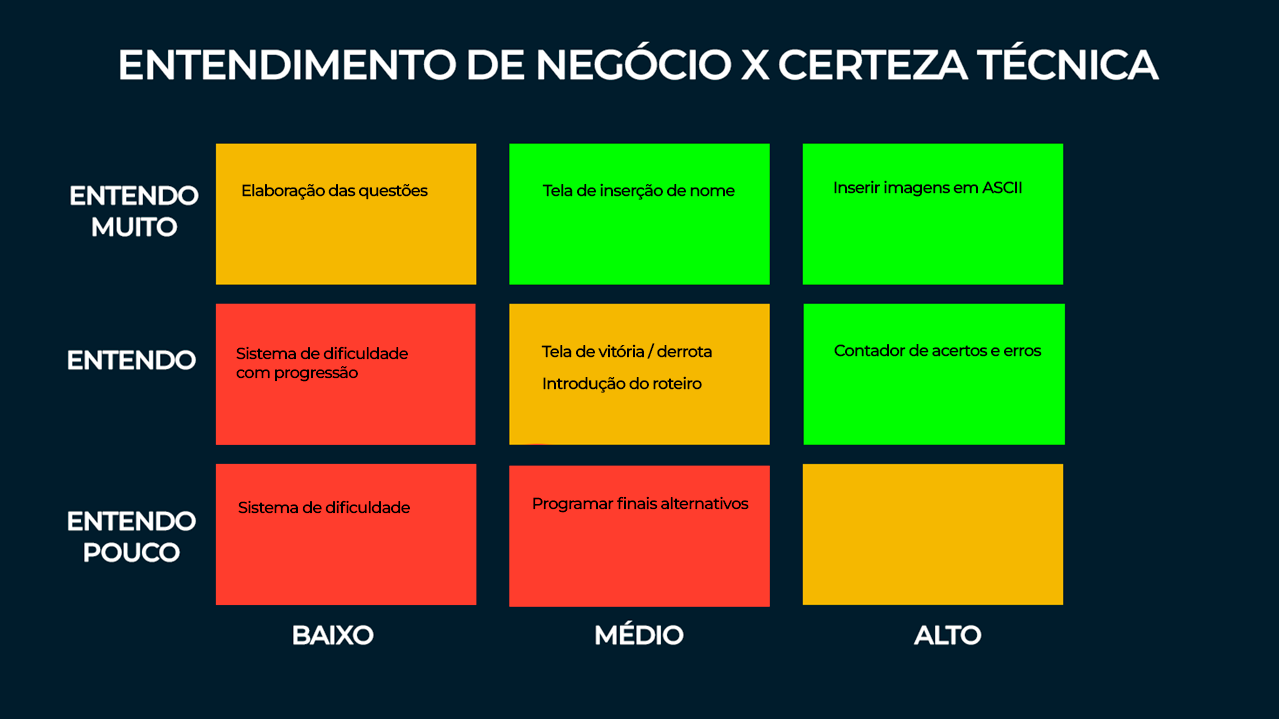 ENTENDIMENTO DE NEGÓCIO X CERTEZA TÉCNICA
ENTENDO
MUITO
Elaboração das questões
Tela de inserção de nome
Inserir imagens em ASCII
ENTENDO
Sistema de dificuldade
com progressão
Tela de vitória / derrota
Introdução do roteiro
Contador de acertos e erros
ENTENDO
POUCO
Sistema de dificuldade
Programar finais alternativos
BAIXO
MÉDIO
ALTO